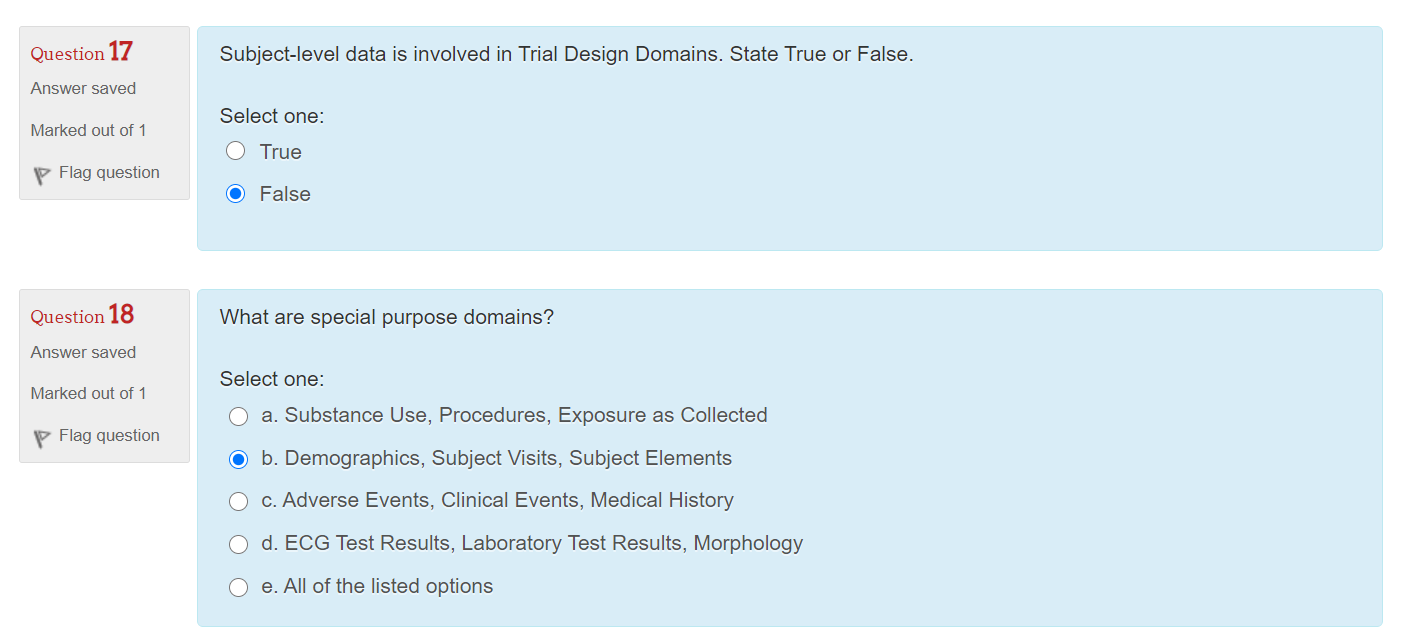 Question 17
Answer saved
Marked out of 1
Flag question
Subject-level data is involved in Trial Design Domains. State True or False.
Select one:
True
False
Question 18
Answer saved
Marked out of 1
Flag question
What are special purpose domains?
Select one:
a. Substance Use, Procedures, Exposure as Collected
b. Demographics, Subject Visits, Subject Elements
c. Adverse Events, Clinical Events, Medical History
d. ECG Test Results, Laboratory Test Results, Morphology
e. All of the listed options